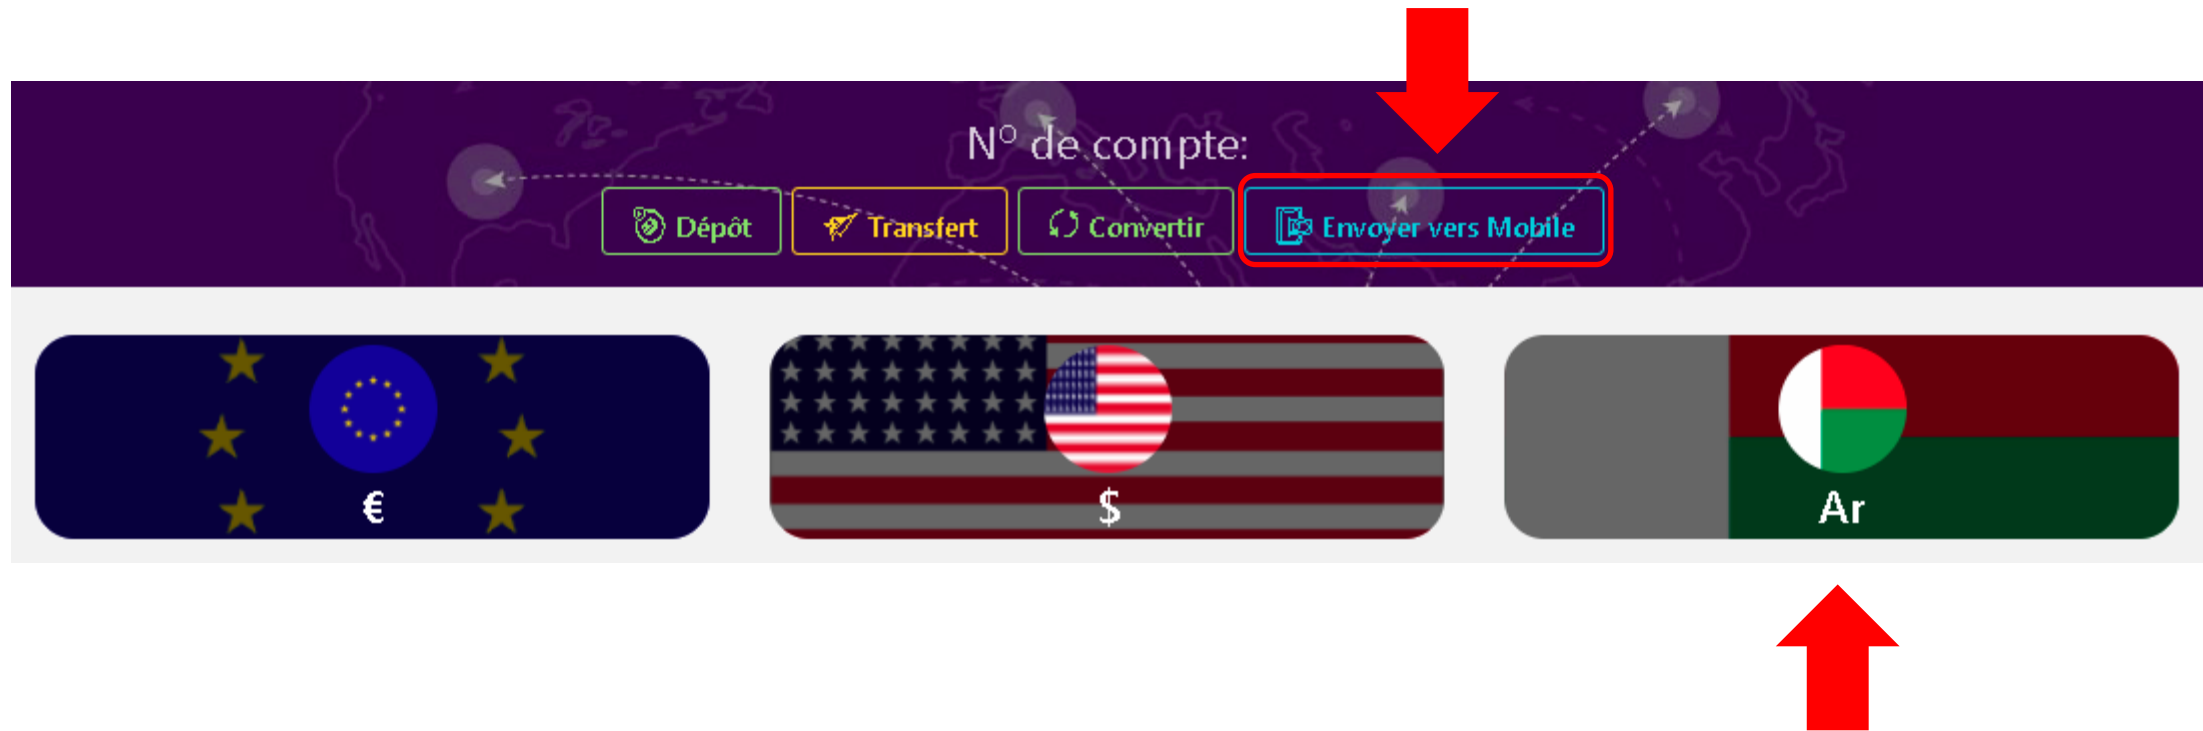 N° de compte:
Dépôt
Transfert
Convertir
Envoyer vers Mobile
€
$
Ar